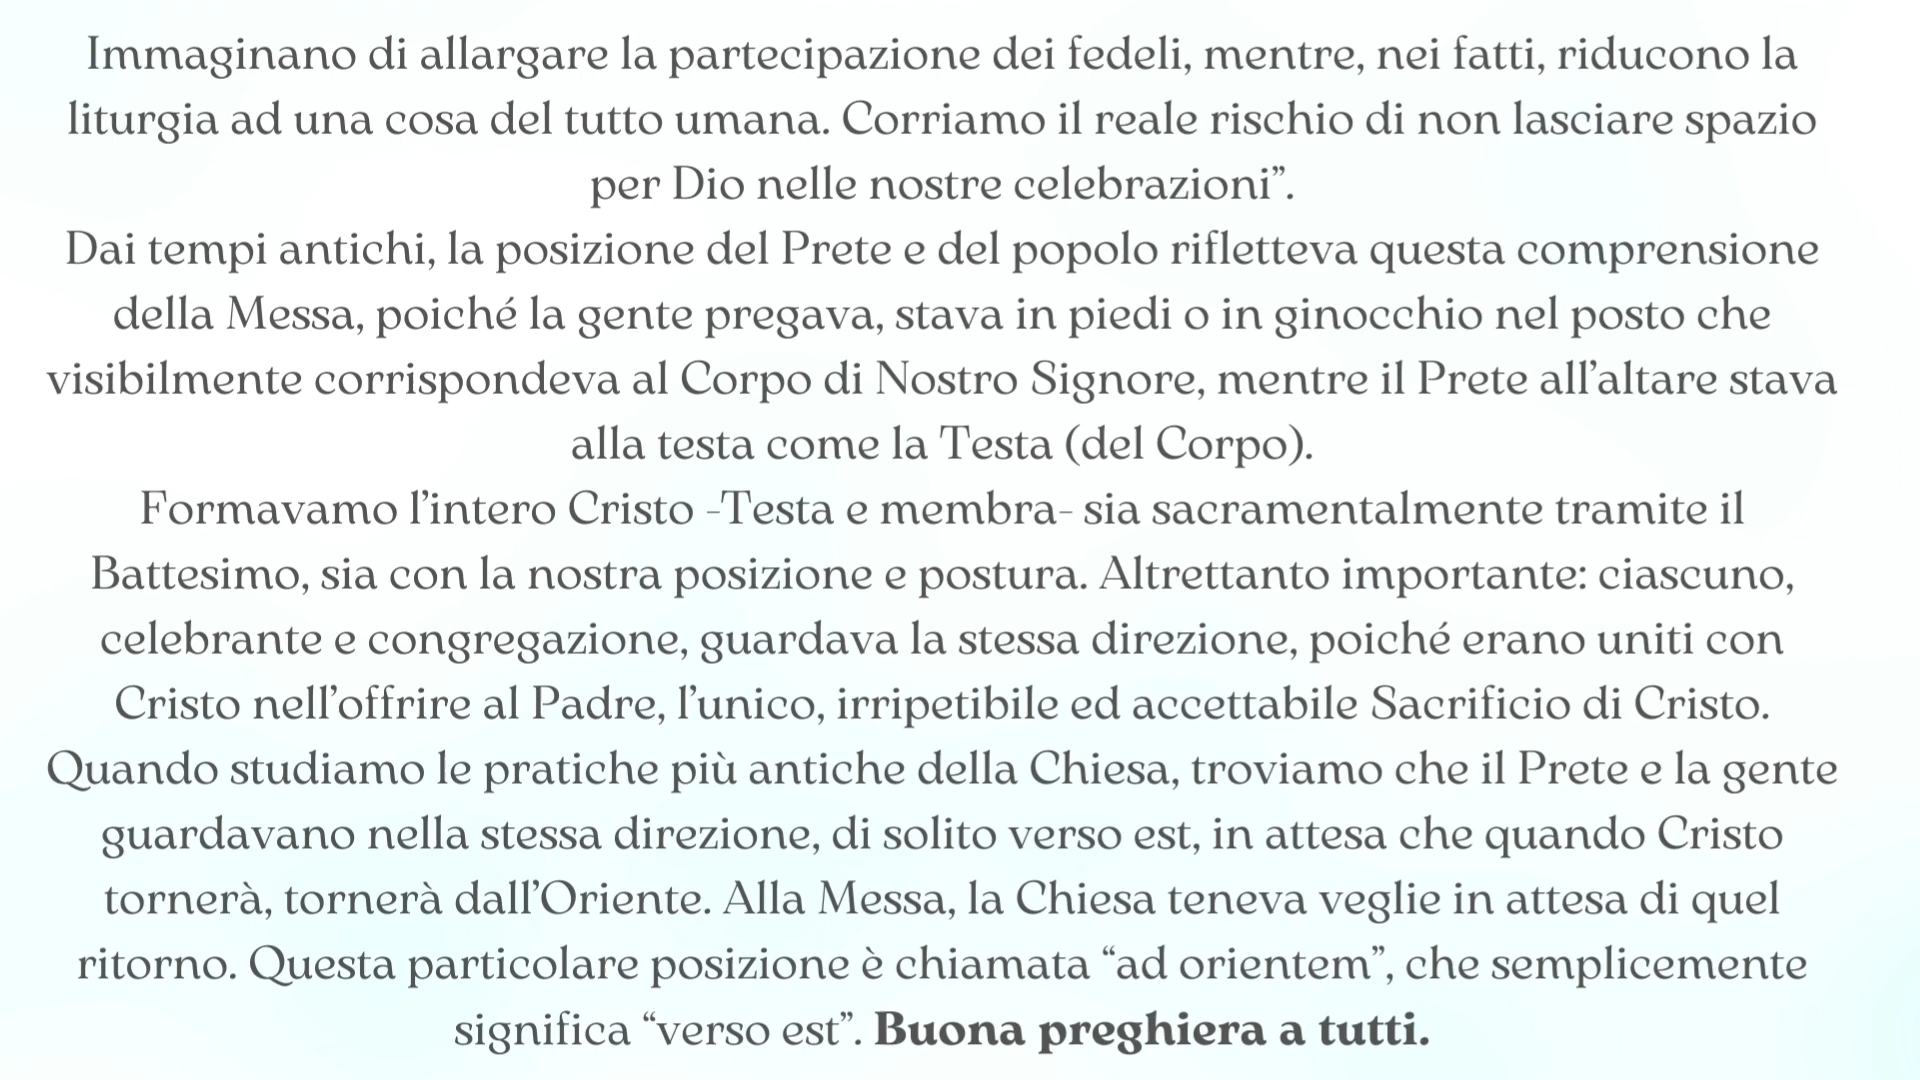 Immaginano di allargare la partecipazione dei fedeli, mentre, nei fatti, riducono la
liturgia ad una cosa del tutto umana. Corriamo il reale rischio di non lasciare spazio
per Dio nelle nostre celebrazioni”.
Dai tempi antichi, la posizione del Prete e del popolo rifletteva questa comprensione
della Messa, poiché la gente pregava, stava in piedi o in ginocchio nel posto che
visibilmente corrispondeva al Corpo di Nostro Signore, mentre il Prete all’altare stava
alla testa come la Testa (del Corpo).
Formavamo l’intero Cristo -Testa e membra- sia sacramentalmente tramite il
Battesimo, sia con la nostra posizione e postura. Altrettanto importante: ciascuno,
celebrante e congregazione, guardava la stessa direzione, poiché erano uniti con
Cristo nell’offrire al Padre, l’unico, irripetibile ed accettabile Sacrificio di Cristo.
Quando studiamo le pratiche più antiche della Chiesa, troviamo che il Prete e la gente
guardavano nella stessa direzione, di solito verso est, in attesa che quando Cristo
tornerà, tornerà dall’Oriente. Alla Messa, la Chiesa teneva veglie in attesa di quel
ritorno. Questa particolare posizione è chiamata “ad orientem”, che semplicemente
significa “verso est”. Buona preghiera a tutti.